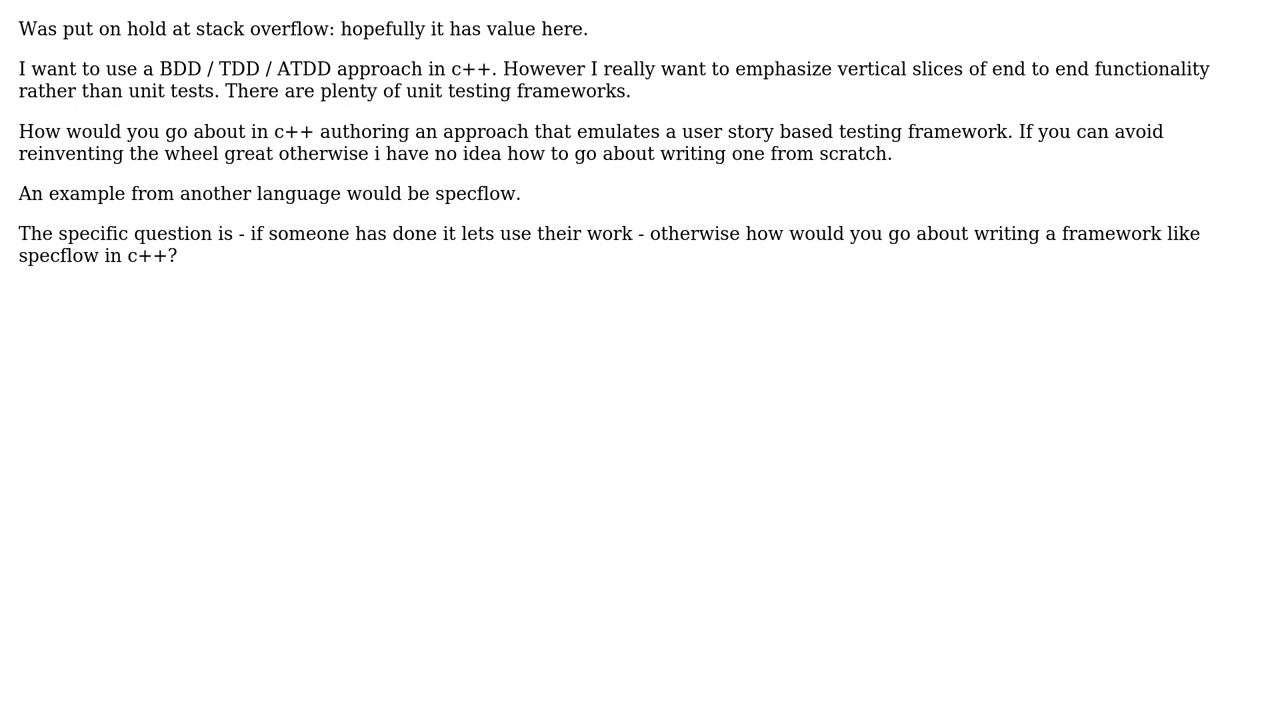 Was put on hold at stack overflow: hopefully it has value here.
I want to use a BDD / TDD / ATDD approach in c++. However I really want to emphasize vertical slices of end to end functionality
rather than unit tests. There are plenty of unit testing frameworks.
How would you go about in c++ authoring an approach that emulates a user story based testing framework. If you can avoid
reinventing the wheel great otherwise i have no idea how to go about writing one from scratch.
An example from another language would be specflow.
The specific question is - if someone has done it lets use their work - otherwise how would you go about writing a framework like
specflow in c++?